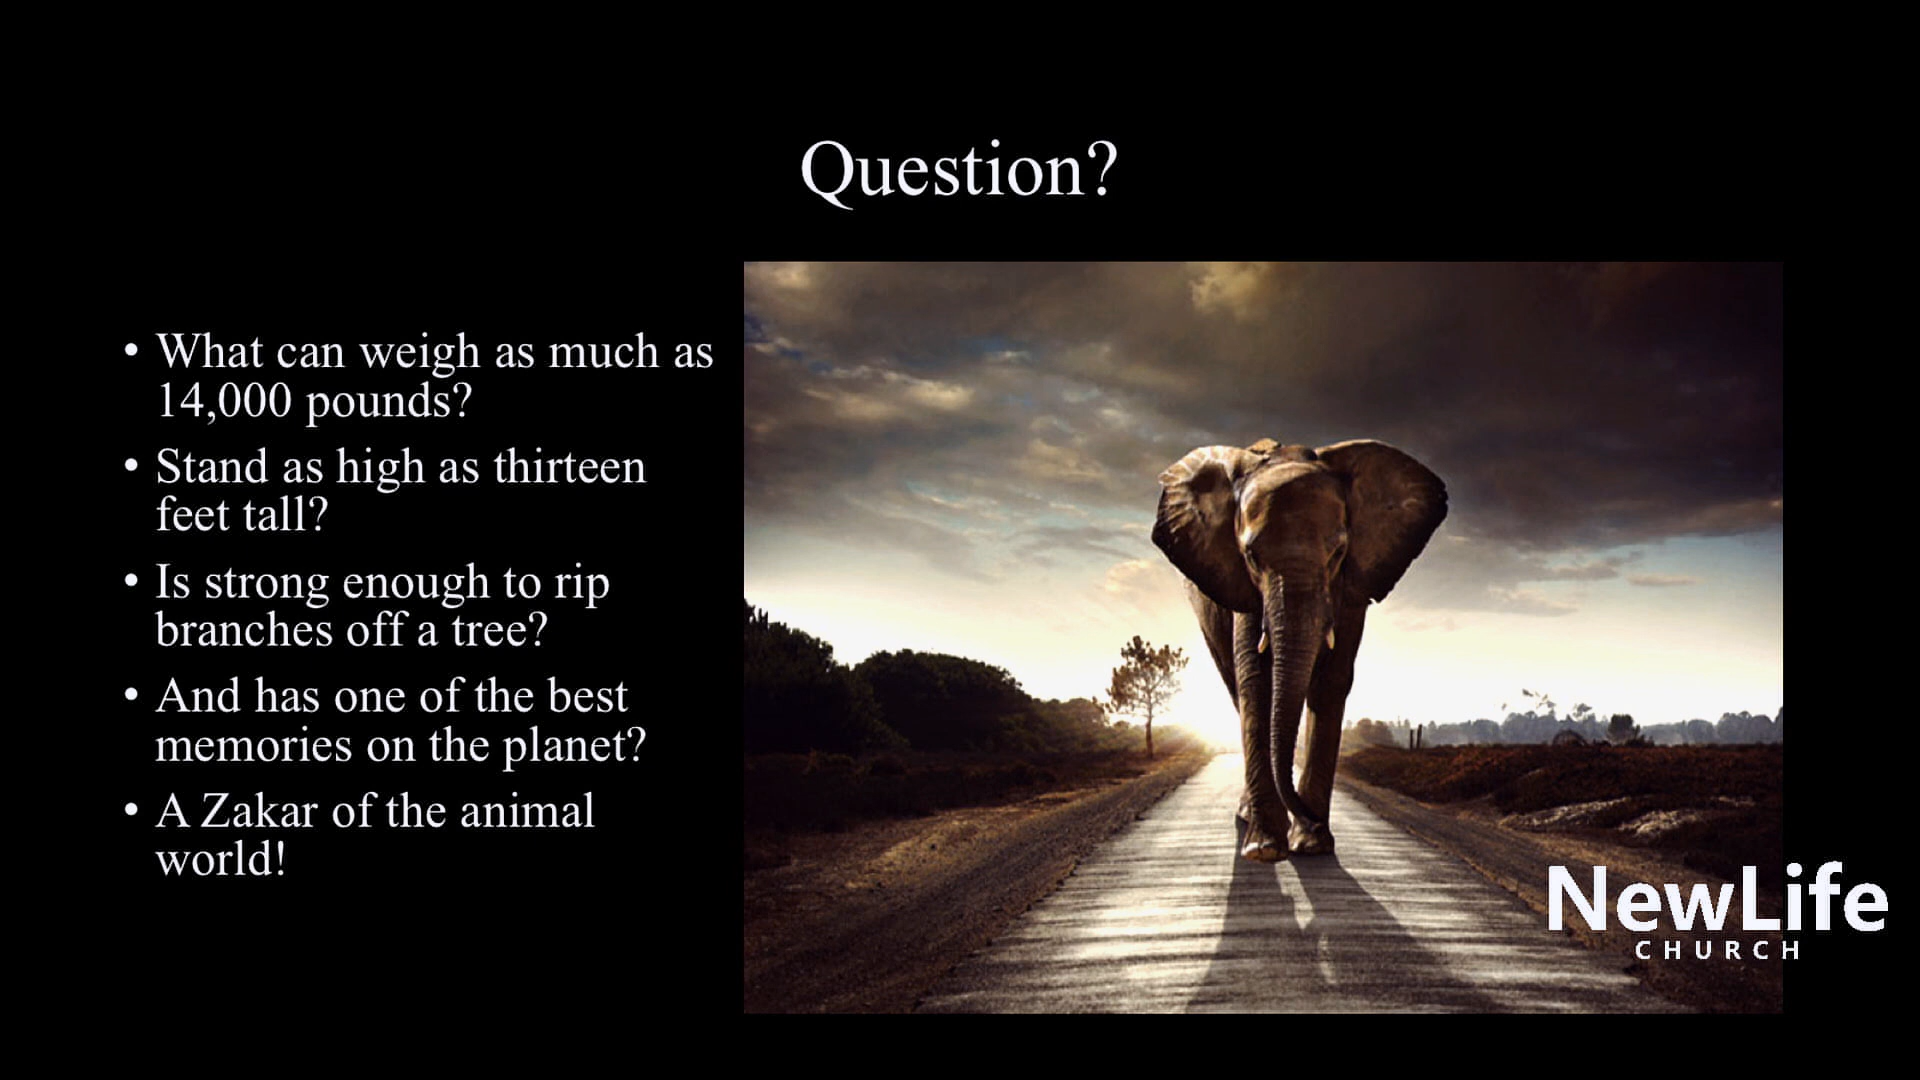 Question?
• What can weigh as much as
14,000 pounds?
• Stand as high as thirteen
feet tall?
• Is strong enough to rip
branches off a tree?
• And has one of the best
memories on the planet?
• A Zakar of the animal
world!
NewLife
CHURCH